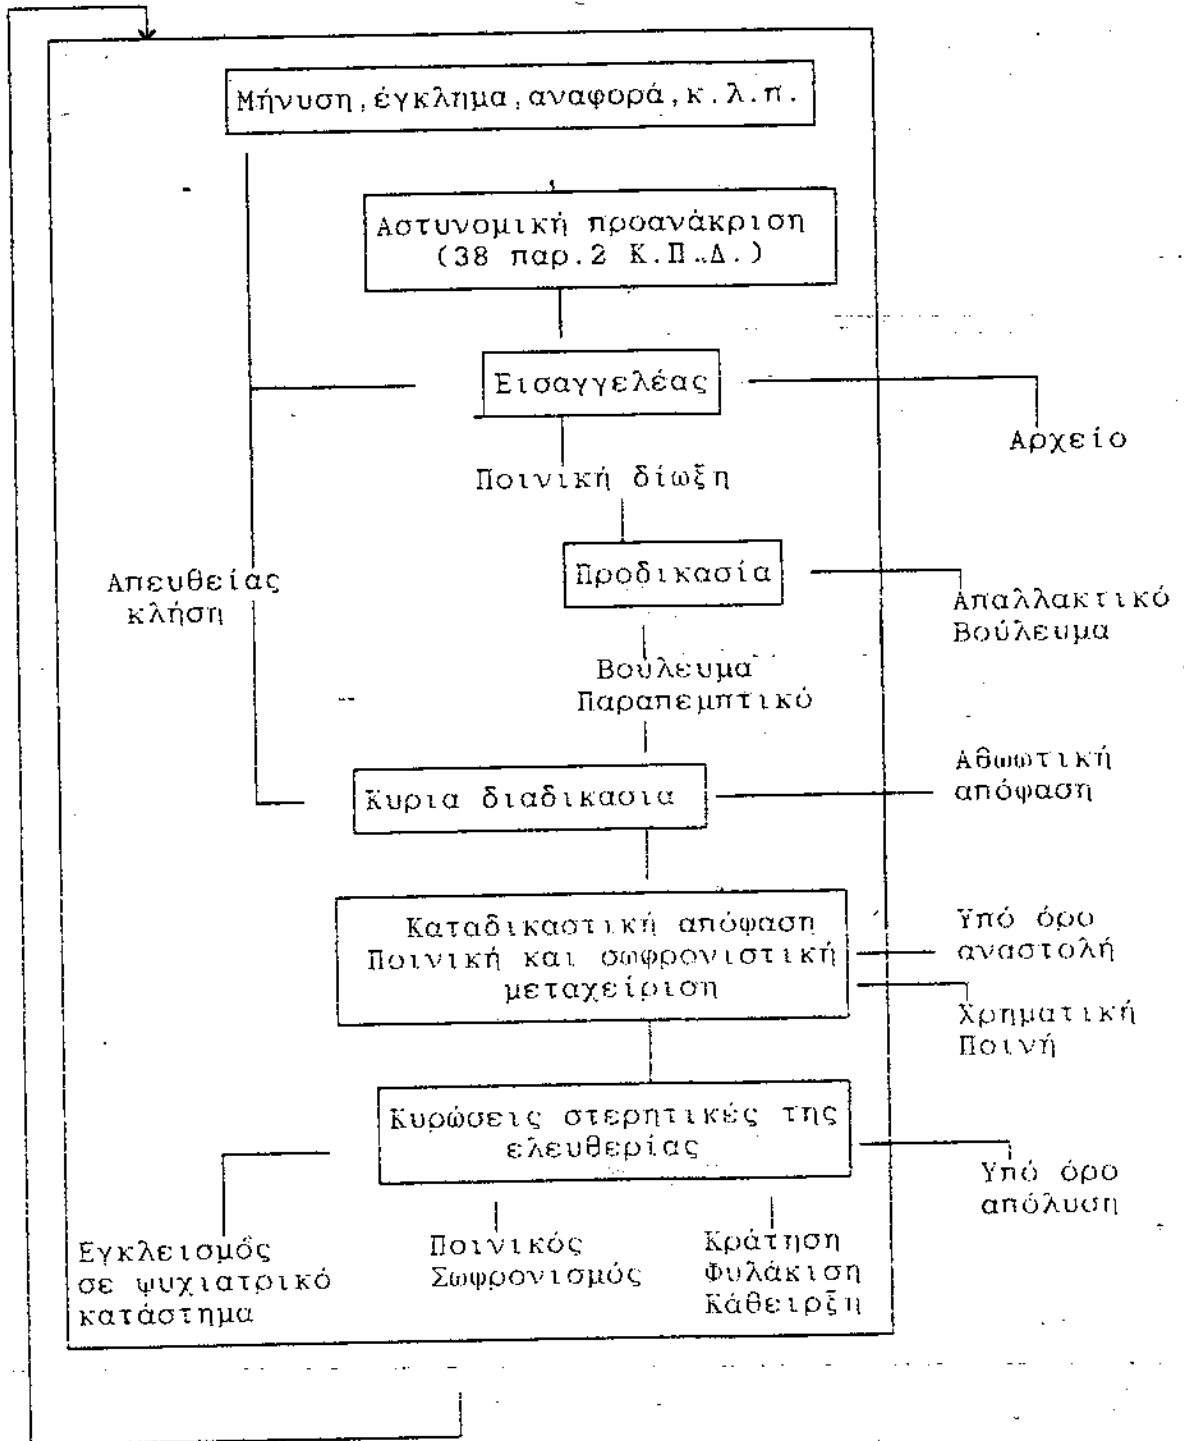 Μήνυση, έγκλημα, αναφορά, κ.λ.π.
Αστυνομική προανάκριση
(38 παρ.2 Κ.Π.Δ.)
Εισαγγελέας
Αρχείο
Ποινική δίωξη
Προδικασία
Απευθείας
κλήση
Απαλλακτικό
Βούλευμα
Βούλευμα
Παραπεμπτικό
Κυρια διαδικασια
Αθωωτική
απόφαση
Καταδικαστική απόφαση
Ποινική και σωφρονιστική
μεταχείριση
Υπό όρο
αναστολή
Χρηματική
Ποινή
Κυρώσεις στερητικές της
ελευθερίας
Υπό όρο
απόλυση
Εγκλεισμός
σε ψυχιατρικό
κατάστημα
Ποινικός
Σωφρονισμός
Κράτηση
Φυλάκιση
Κάθειρξη